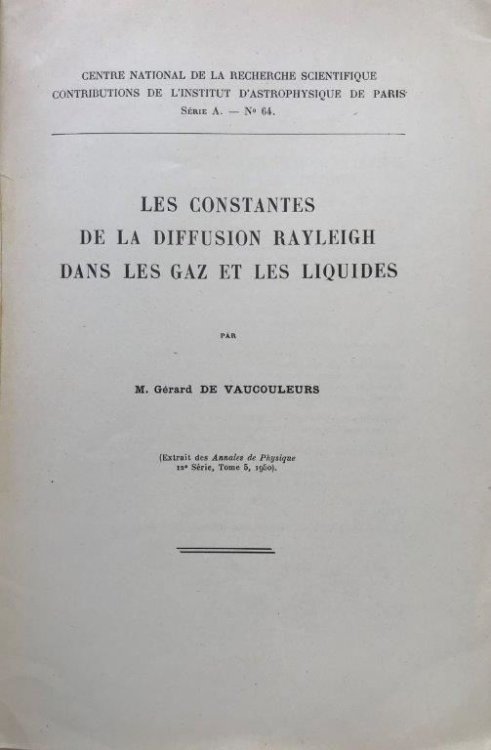 CENTRE NATIONAL DE LA RECHERCHE SCIENTIFIQUE
CONTRIBUTIONS DE L'INSTITUT D'ASTROPHYSIQUE DE PARIS
SÉRIE A. — Nº 64.
LES CONSTANTES
DE LA DIFFUSION RAYLEIGH
DANS LES GAZ ET LES LIQUIDES
PAR
M. Gérard DE VAUCOULEURS
(Extrait des Annales de Physique
12e Série, Tome 5, 1950).